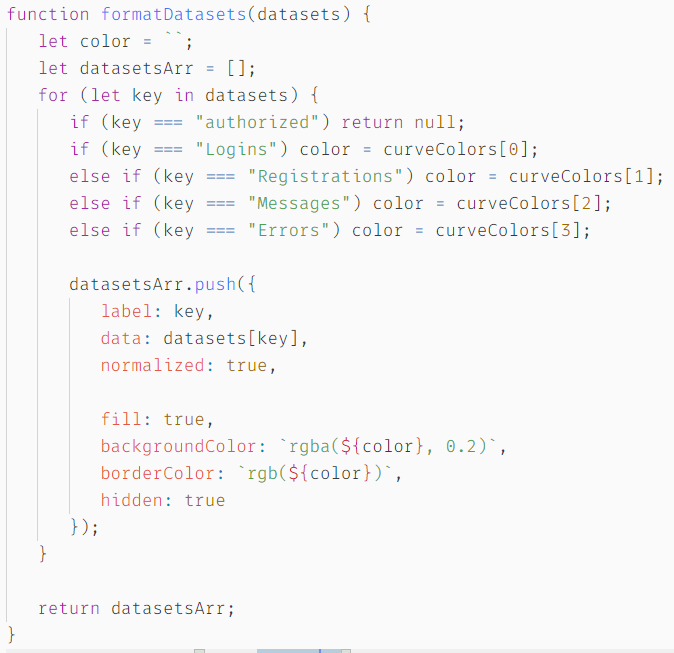 function formatDatasets(datasets) {
let color = ``;
let datasetsArr = [];
for (let key in datasets) {
if (key === "authorized") return null;
if (key === "Logins") color = curveColors[0];
else if (key === "Registrations") color = curveColors[1];
else if (key === "Messages") color = curveColors[2];
else if (key === "Errors") color = curveColors[3];
datasetsArr.push({
label: key,
data: datasets[key],
normalized: true,
fill: true,
backgroundColor: `rgba(${color}, 0.2)`,
borderColor: `rgb(${color})`,
hidden: true
});
}
return datasetsArr;
}